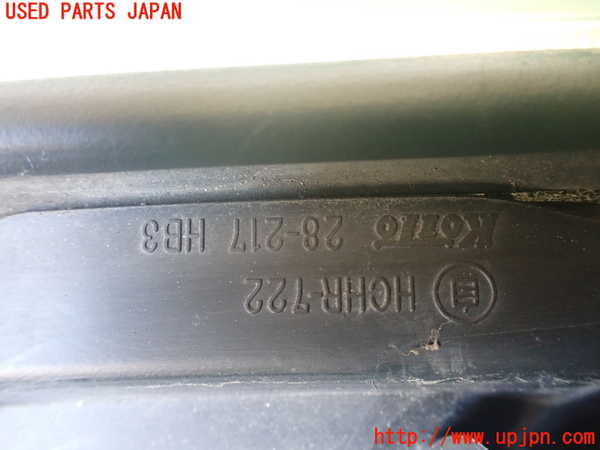 USED PARTS JAPAN
HCHR-722
KOITO 28-217 HB3
http://www.upjpn.com/